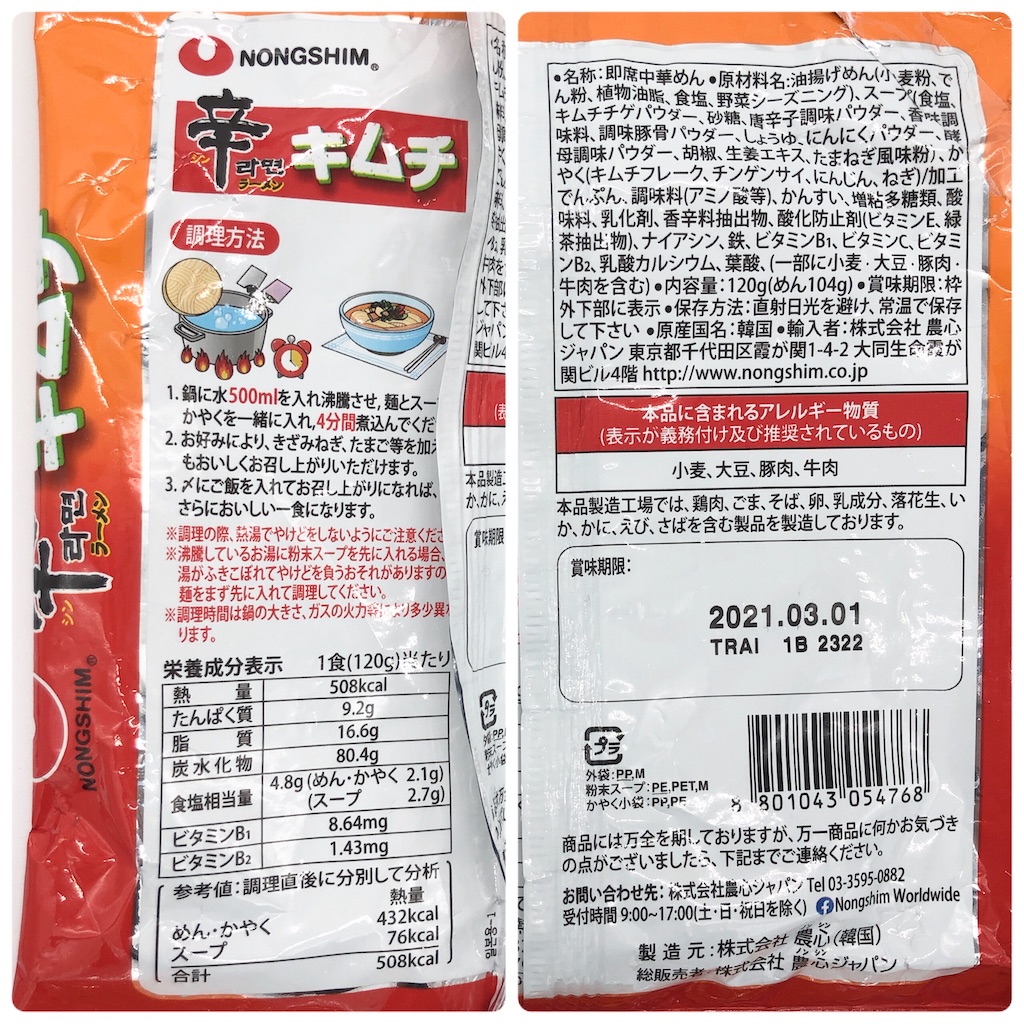 NONGSHIM®
辛
シン
라면
ラーメン
キムチ
調理方法
1. 鍋に水500mlを入れ沸騰させ, 麺とスー
かやくを一緒に入れ, 4分間煮込んでくだ
2. お好みにより, きざみねぎ, たまご等を加え
もおいしくお召し上がりいただけます。
3. 〆にご飯を入れてお召し上がりになれば、
さらにおいしい一食になります。
※調理の際、熱湯でやけどをしないようにご注意くださ
※沸騰しているお湯に粉末スープを先に入れる場合、
湯がふきこぼれてやけどを負うおそれがありますの
麺をまず先に入れて調理してください。
※調理時間は鍋の大きさ、ガスの火力等により多少異な
ります。
栄養成分表示 1食(120g)当たり
熱量 508kcal
たんぱく質 9.2g
脂質 16.6g
炭水化物 80.4g
食塩相当量 4.8g (めん・かやく 2.1g)
(スープ 2.7g)
ビタミンB1 8.64mg
ビタミンB2 1.43mg
参考値:調理直後に分別して分析
熱量
めん・かやく 432kcal
スープ 76kcal
合計 508kcal
キムチ
辛
シン
라면
ラーメン
NONGSHIM®
●名称:即席中華めん ●原材料名:油揚げめん(小麦粉、で
ん粉、植物油脂、食塩、野菜シーズニング)、スープ(食塩、
キムチチゲパウダー、砂糖、唐辛子調味パウダー、香味調
味料、調味豚骨パウダー、しょうゆ、にんにくパウダー、酵
母調味パウダー、胡椒、生姜エキス、たまねぎ風味粉)、か
やく(キムチフレーク、チンゲンサイ、にんじん、ねぎ)/加工
でんぷん、調味料(アミノ酸等)、かんすい、増粘多糖類、酸
味料、乳化剤、香辛料抽出物、酸化防止剤(ビタミンE、緑
茶抽出物)、ナイアシン、鉄、ビタミンB1、ビタミンC、ビタミ
ンB2、乳酸カルシウム、葉酸、(一部に小麦・大豆・豚肉・
牛肉を含む) ●内容量:120g(めん104g) ●賞味期限:枠
外下部に表示 ●保存方法:直射日光を避け、常温で保存
して下さい ●原産国名:韓国 ●輸入者:株式会社 農心
ジャパン 東京都千代田区霞が関1-4-2 大同生命霞が
関ビル4階 http://www.nongshim.co.jp
本品に含まれるアレルギー物質
(表示が義務付け及び推奨されているもの)
小麦、大豆、豚肉、牛肉
本品製造工場では、鶏肉、ごま、そば、卵、乳成分、落花生、い
か、かに、えび、さばを含む製品を製造しております。
賞味期限:
2021.03.01
TRAI 1B 2322
プラ
外袋:PP,M
粉末スープ:PE,PET,M
かやく小袋:PP,PE
8 801043 054768
商品には万全を期しておりますが、万一商品に何かお気づき
の点がございましたら、下記までご連絡ください。
お問い合わせ先: 株式会社農心ジャパン Tel 03-3595-0882
受付時間 9:00~17:00(土・日・祝日を除く) Nongshim Worldwide
製造元:株式会社 農心(韓国)
総販売者:株式会社 農心ジャパン